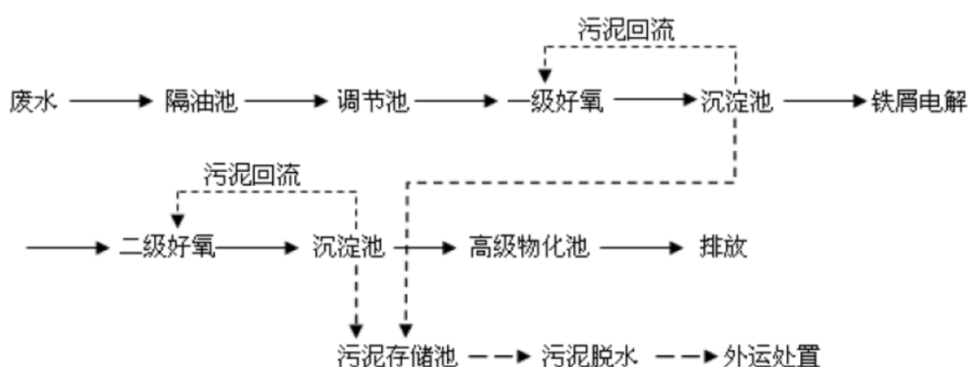 污泥回流
废水 隔油池 调节池 一级好氧 沉淀池 铁屑电解
污泥回流
二级好氧 沉淀池 高级物化池 排放
污泥存储池 污泥脱水 外运处置